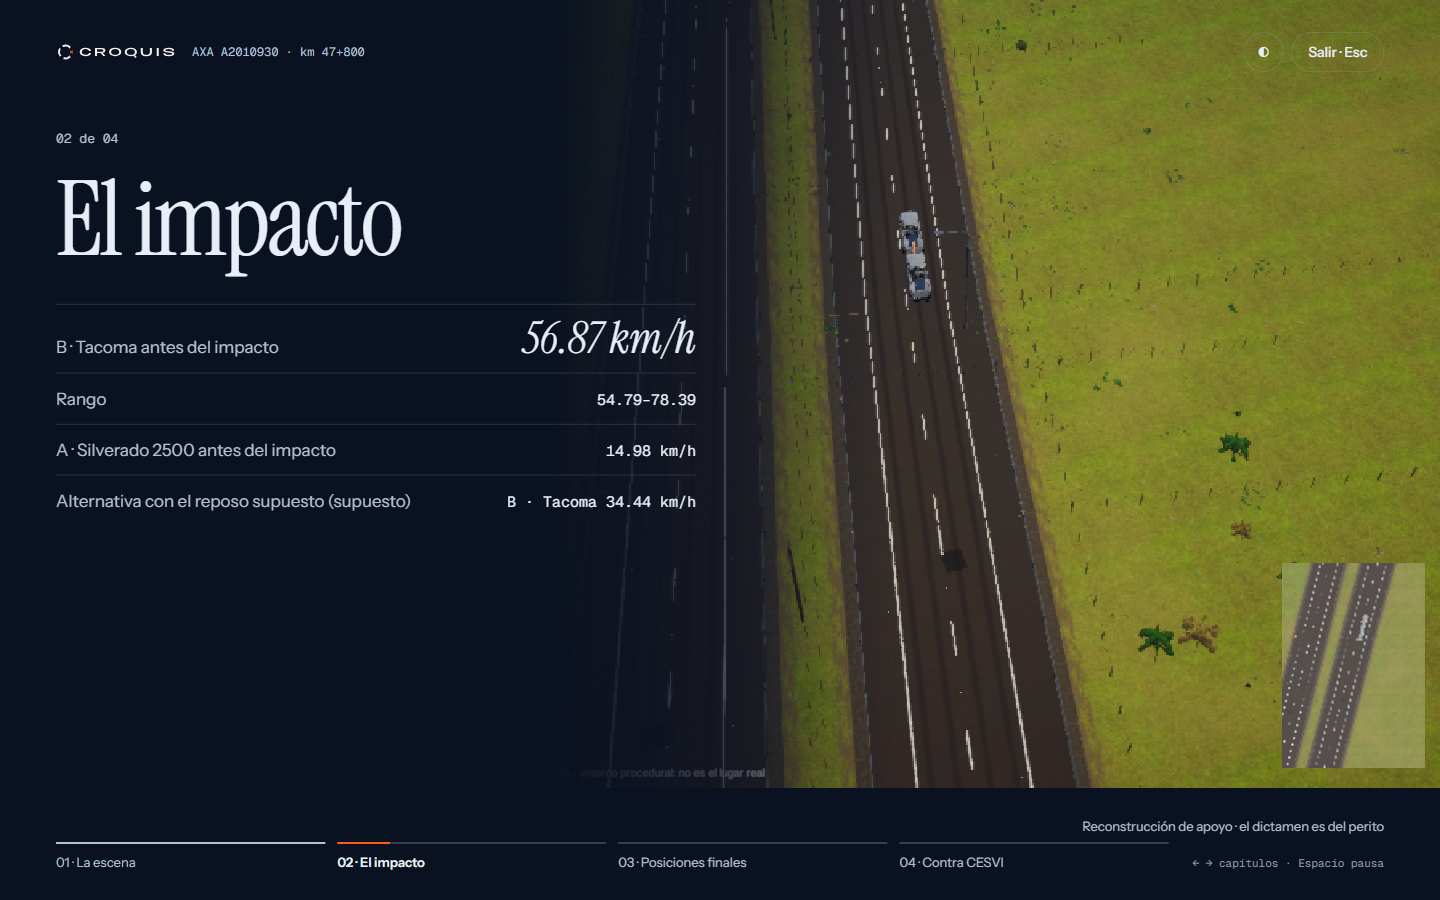 CROQUIS AXA A2010930 · km 47+800
Salir · Esc
02 de 04
El impacto
B · Tacoma antes del impacto 56.87 km/h
Rango 54.79–78.39
A · Silverado 2500 antes del impacto 14.98 km/h
Alternativa con el reposo supuesto (supuesto) B · Tacoma 34.44 km/h
procedural: no es el lugar real
Reconstrucción de apoyo · el dictamen es del perito
01 · La escena
02 · El impacto
03 · Posiciones finales
04 · Contra CESVI
← → capítulos · Espacio pausa